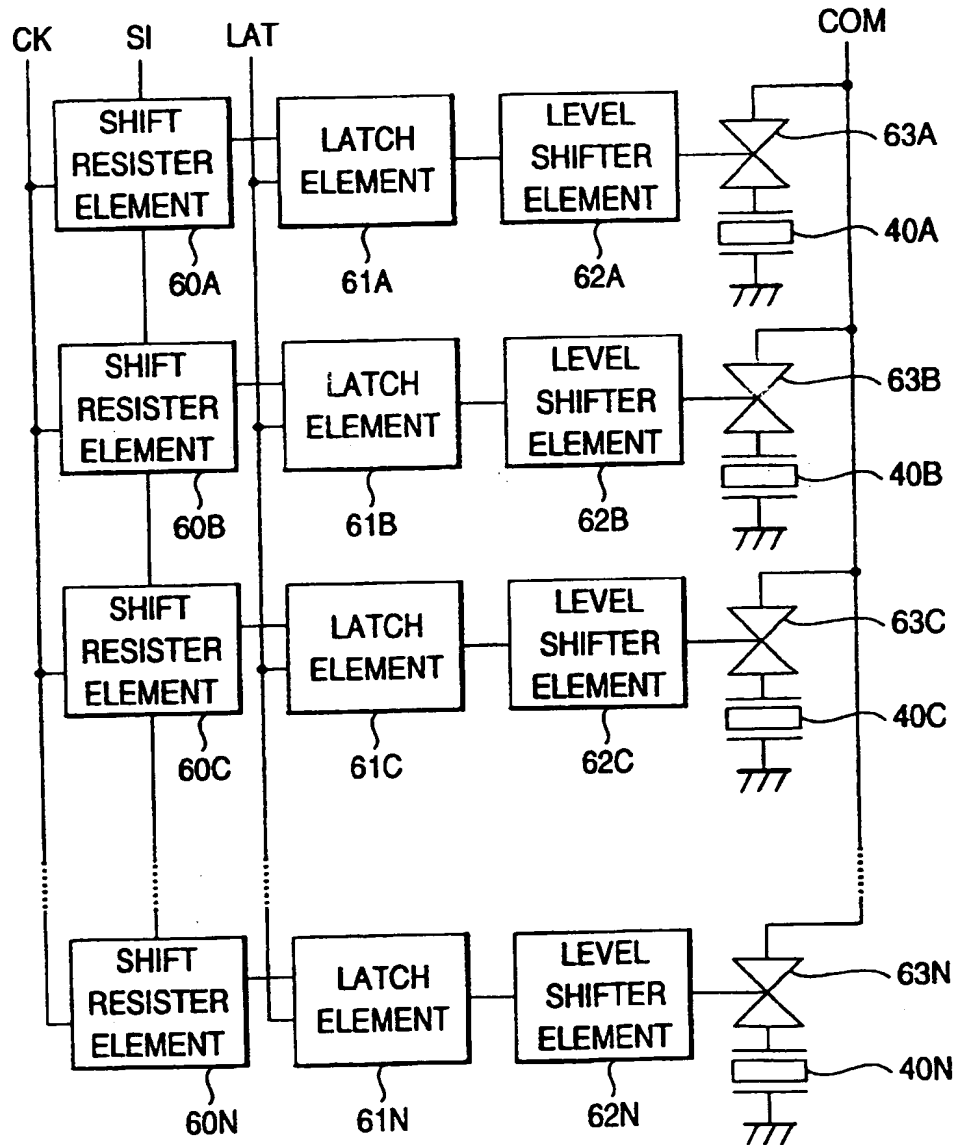 CK SI LAT COM
SHIFT
RESISTER
ELEMENT
60A
LATCH
ELEMENT
61A
LEVEL
SHIFTER
ELEMENT
62A
63A
40A
SHIFT
RESISTER
ELEMENT
60B
LATCH
ELEMENT
61B
LEVEL
SHIFTER
ELEMENT
62B
63B
40B
SHIFT
RESISTER
ELEMENT
60C
LATCH
ELEMENT
61C
LEVEL
SHIFTER
ELEMENT
62C
63C
40C
SHIFT
RESISTER
ELEMENT
60N
LATCH
ELEMENT
61N
LEVEL
SHIFTER
ELEMENT
62N
63N
40N